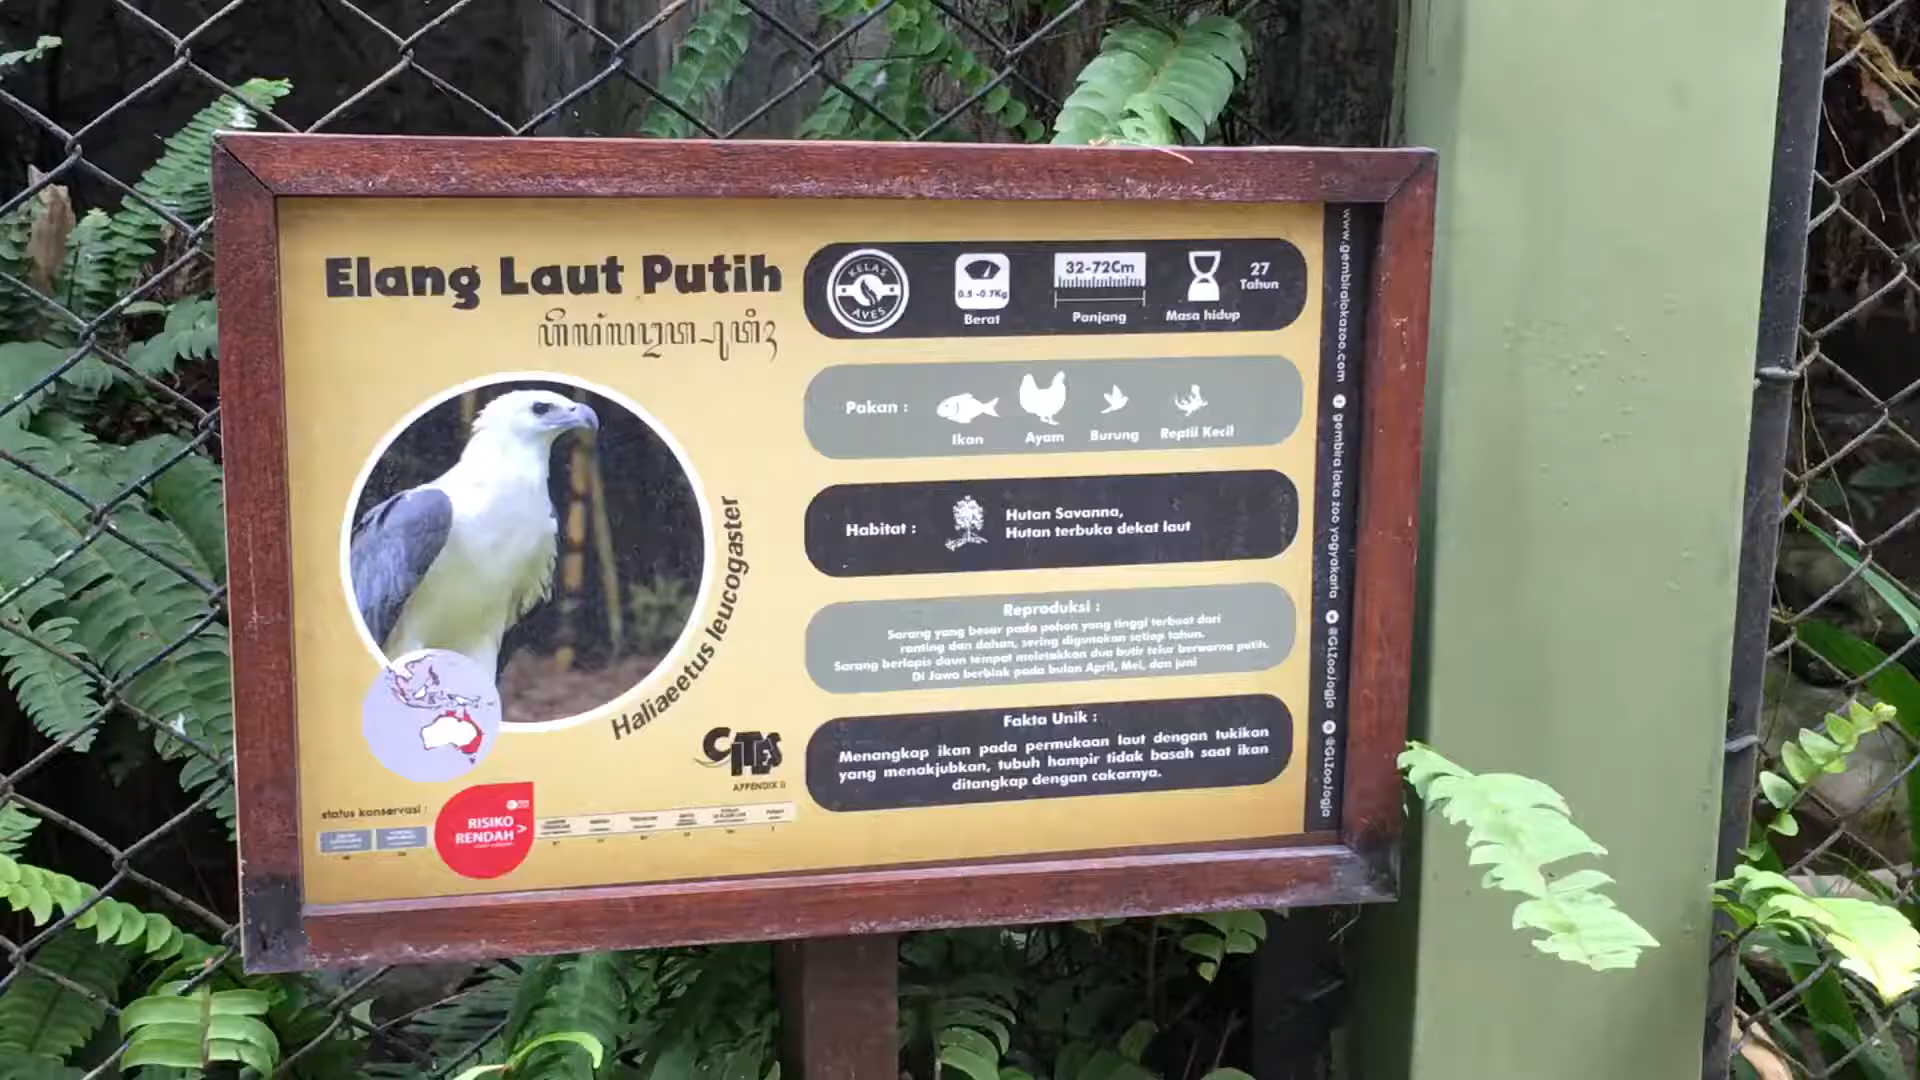 Elang Laut Putih
Haliaeetus leucogaster
CITES
APPENDIX II
status konservasi :
RISIKO
RENDAH >
KELAS
AVES
0.5 -0.7Kg
Berat
32-72Cm
Panjang
Masa hidup
27
Tahun
Pakan :
Ikan
Ayam
Burung
Reptil Kecil
Habitat :
Hutan Savanna,
Hutan terbuka dekat laut
Reproduksi :
Sarang yang besar pada pohon yang tinggi terbuat dari
ranting dan dahan, sering digunakan setiap tahun.
Sarang berlapis daun tempat meletakkan dua butir telur berwarna putih.
Di Jawa berbiak pada bulan April, Mei, dan Juni
Fakta Unik :
Menangkap ikan pada permukaan laut dengan tukikan
yang menakjubkan, tubuh hampir tidak basah saat ikan
ditangkap dengan cakarnya.
www.gembiralokazoo.com
gembira loka zoo yogyakarta
@GLZooJogja
@GLZooJogja